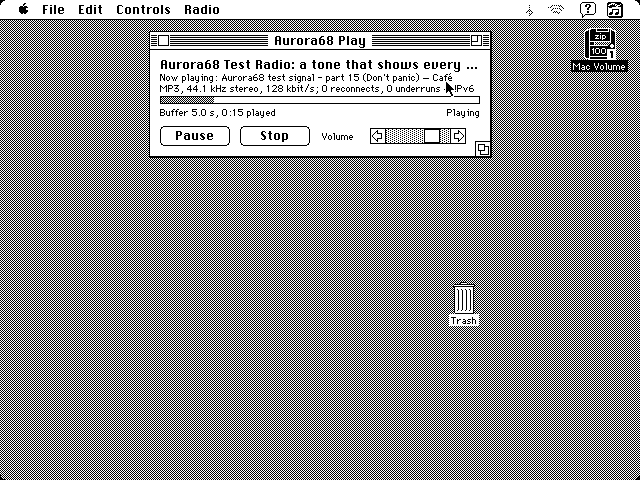 File Edit Controls Radio
Aurora68 Play
Aurora68 Test Radio: a tone that shows every ...
Now playing: Aurora68 test signal - part 15 (Don't panic) — Café
MP3, 44.1 kHz stereo, 128 kbit/s; 0 reconnects, 0 underruns IPv6
Buffer 5.0 s, 0:15 played Playing
Pause Stop Volume
zip
100
Mac Volume
Trash